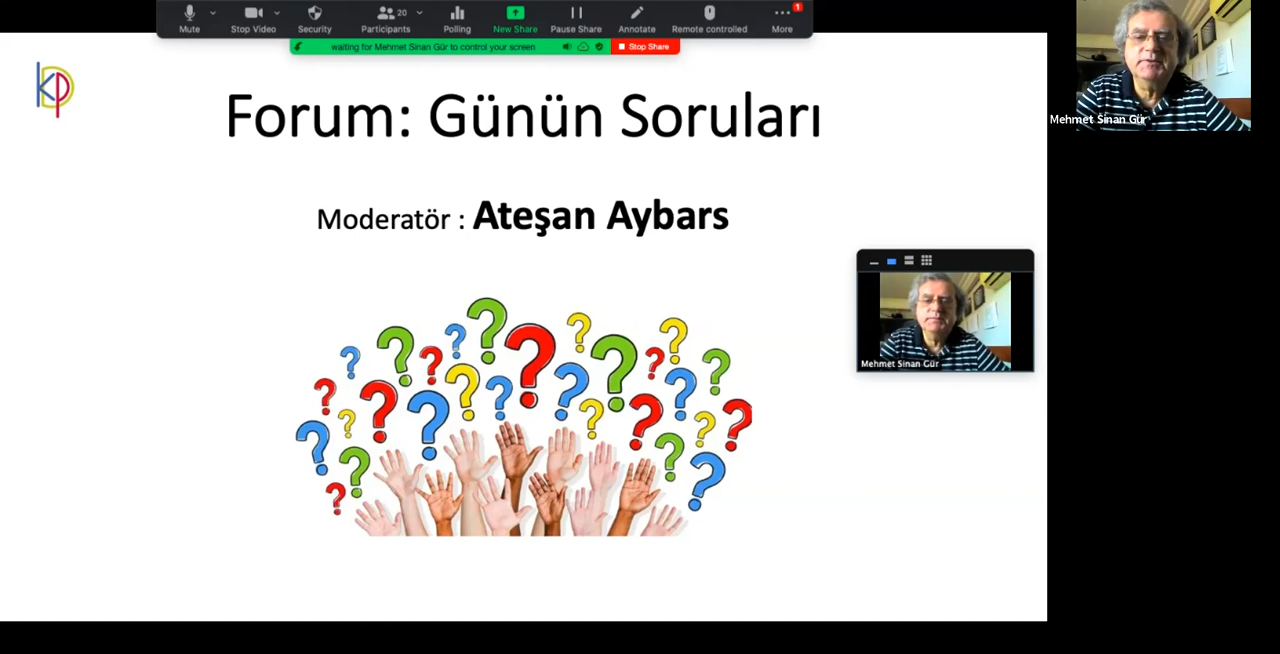 Mute
Stop Video
Security
Participants
20
Polling
New Share
Pause Share
Annotate
Remote controlled
More
1
waiting for Mehmet Sinan Gür to control your screen
Stop Share
kp
Forum: Günün Soruları
Moderatör : Ateşan Aybars
Mehmet Sinan Gür
Mehmet Sinan Gür